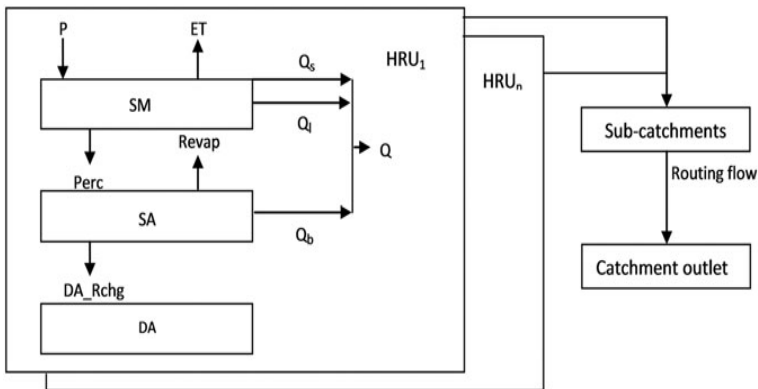 P
ET
Qs
HRU1
SM
HRUn
Ql
Revap
Sub-catchments
Q
Routing flow
Perc
SA
Qb
Catchment outlet
DA_Rchg
DA